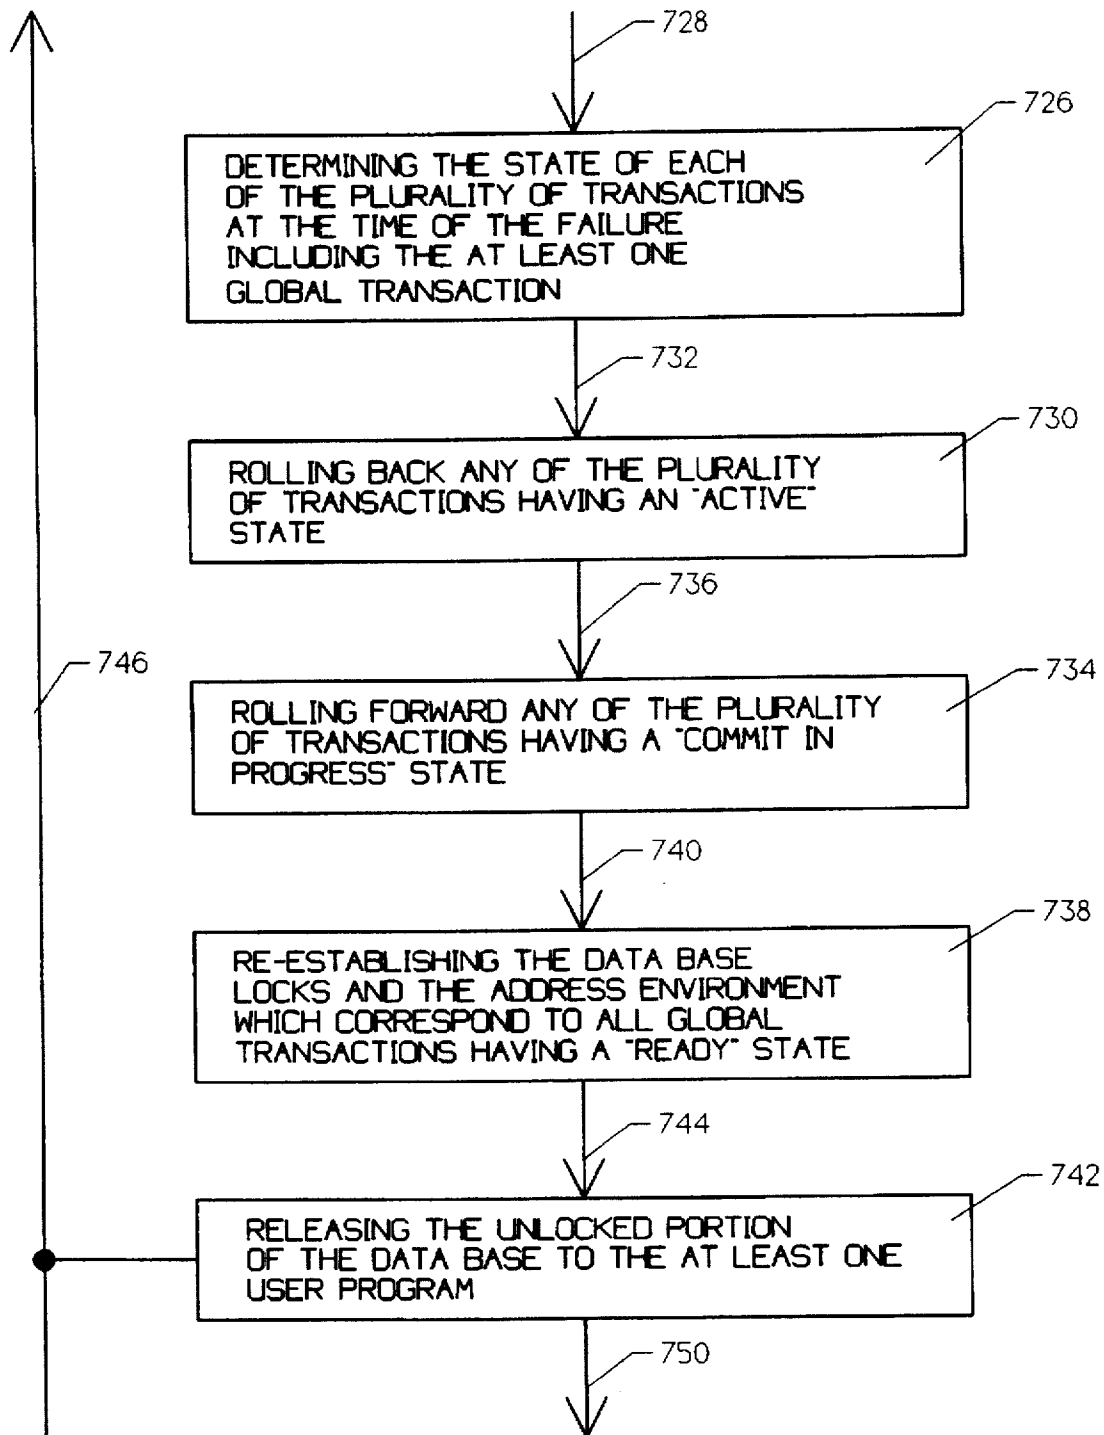 728
726
DETERMINING THE STATE OF EACH
OF THE PLURALITY OF TRANSACTIONS
AT THE TIME OF THE FAILURE
INCLUDING THE AT LEAST ONE
GLOBAL TRANSACTION
732
730
ROLLING BACK ANY OF THE PLURALITY
OF TRANSACTIONS HAVING AN "ACTIVE"
STATE
736
746
734
ROLLING FORWARD ANY OF THE PLURALITY
OF TRANSACTIONS HAVING A "COMMIT IN
PROGRESS" STATE
740
738
RE-ESTABLISHING THE DATA BASE
LOCKS AND THE ADDRESS ENVIRONMENT
WHICH CORRESPOND TO ALL GLOBAL
TRANSACTIONS HAVING A "READY" STATE
744
742
RELEASING THE UNLOCKED PORTION
OF THE DATA BASE TO THE AT LEAST ONE
USER PROGRAM
750